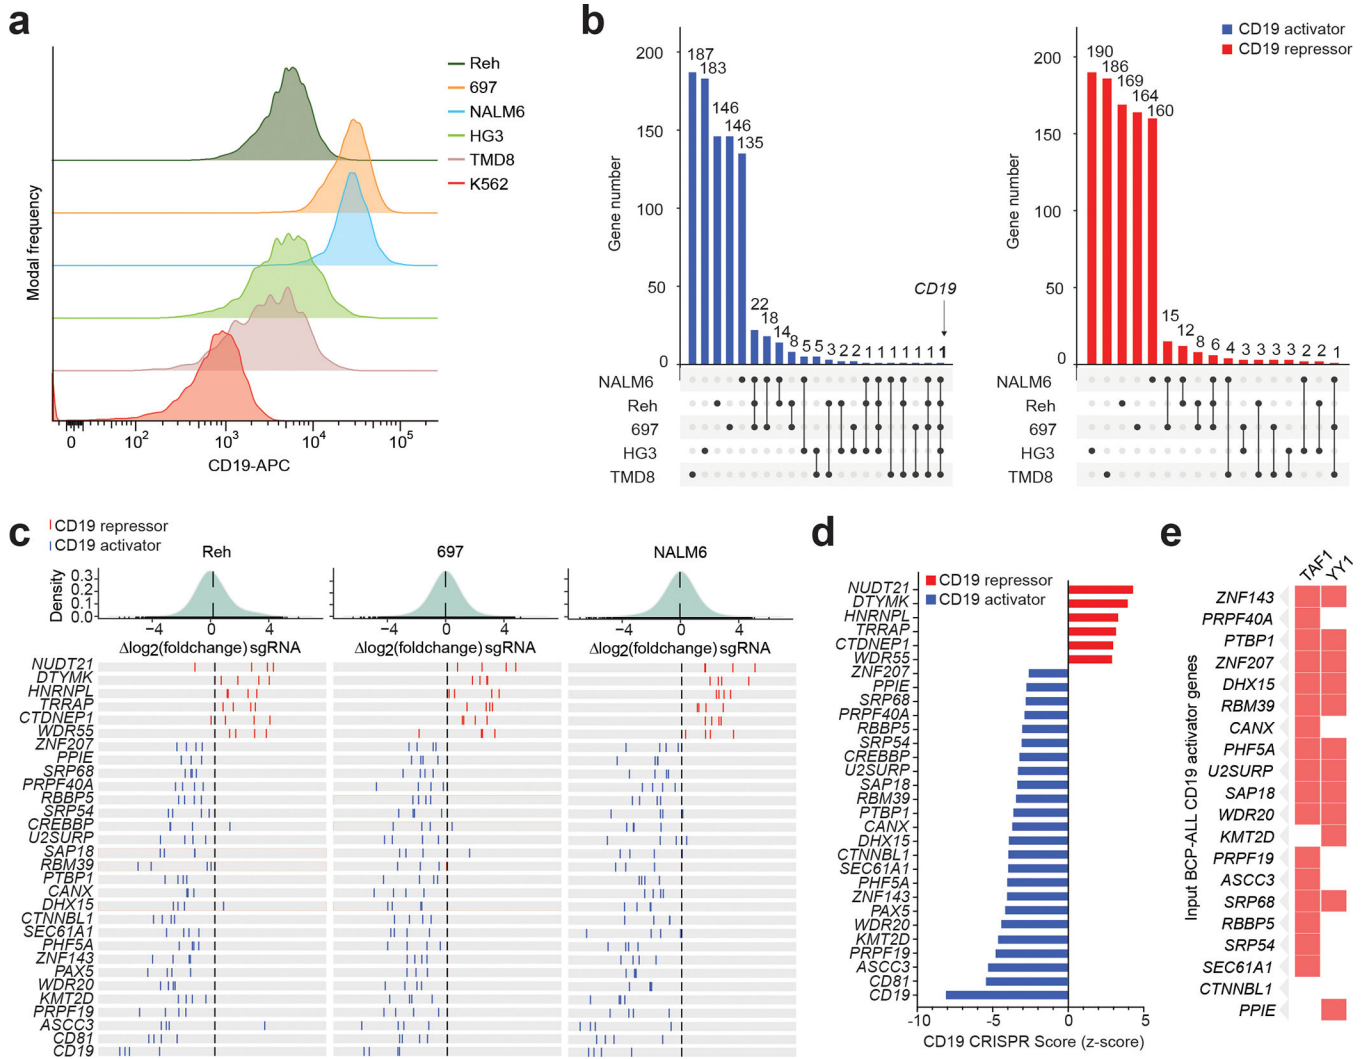 a
Modal frequency
Reh
697
NALM6
HG3
TMD8
K562
0 10² 10³ 10⁴ 10⁵
CD19-APC
b
CD19 activator
CD19 repressor
Gene number
200
150
100
50
0
187
183
146
146
135
22
18
14
8
5
5
3
2
2
1
1
1
1
1
1
1
CD19
NALM6
Reh
697
HG3
TMD8
Gene number
200
150
100
50
0
190
186
169
164
160
15
12
8
6
4
3
3
3
3
2
2
1
NALM6
Reh
697
HG3
TMD8
c
CD19 repressor
CD19 activator
Reh
697
NALM6
Density
0.3
0.2
0.1
0.0
−4 0 4
−4 0 4
−4 0 4
Δlog2(foldchange) sgRNA
Δlog2(foldchange) sgRNA
Δlog2(foldchange) sgRNA
NUDT21
DTYMK
HNRNPL
TRRAP
CTDNEP1
WDR55
ZNF207
PPIE
SRP68
PRPF40A
RBBP5
SRP54
CREBBP
U2SURP
SAP18
RBM39
PTBP1
CANX
DHX15
CTNNBL1
SEC61A1
PHF5A
ZNF143
PAX5
WDR20
KMT2D
PRPF19
ASCC3
CD81
CD19
d
CD19 repressor
CD19 activator
NUDT21
DTYMK
HNRNPL
TRRAP
CTDNEP1
WDR55
ZNF207
PPIE
SRP68
PRPF40A
RBBP5
SRP54
CREBBP
U2SURP
SAP18
RBM39
PTBP1
CANX
DHX15
CTNNBL1
SEC61A1
PHF5A
ZNF143
PAX5
WDR20
KMT2D
PRPF19
ASCC3
CD81
CD19
-10 -5 0 5
CD19 CRISPR Score (z-score)
e
TAF1 YY1
Input BCP-ALL CD19 activator genes
ZNF143
PRPF40A
PTBP1
ZNF207
DHX15
RBM39
CANX
PHF5A
U2SURP
SAP18
WDR20
KMT2D
PRPF19
ASCC3
SRP68
RBBP5
SRP54
SEC61A1
CTNNBL1
PPIE